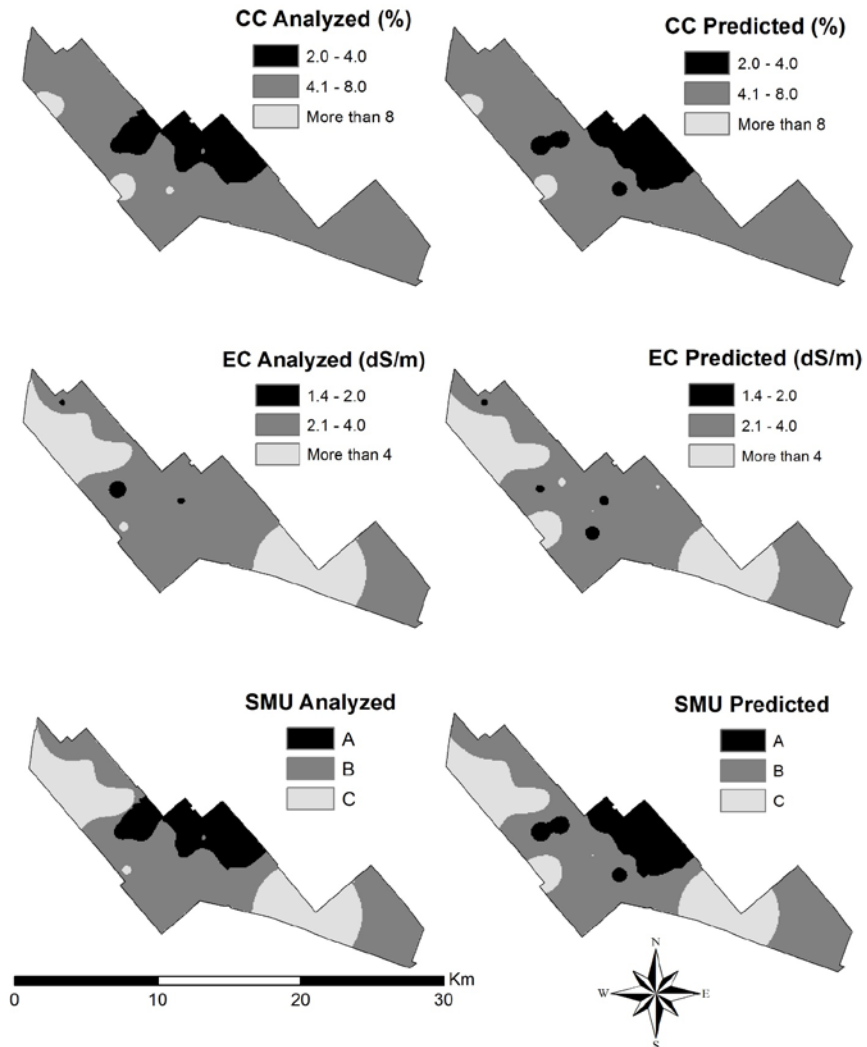 CC Analyzed (%)
2.0 - 4.0
4.1 - 8.0
More than 8
CC Predicted (%)
2.0 - 4.0
4.1 - 8.0
More than 8
EC Analyzed (dS/m)
1.4 - 2.0
2.1 - 4.0
More than 4
EC Predicted (dS/m)
1.4 - 2.0
2.1 - 4.0
More than 4
SMU Analyzed
A
B
C
SMU Predicted
A
B
C
Km
0 10 20 30
N
W E
S